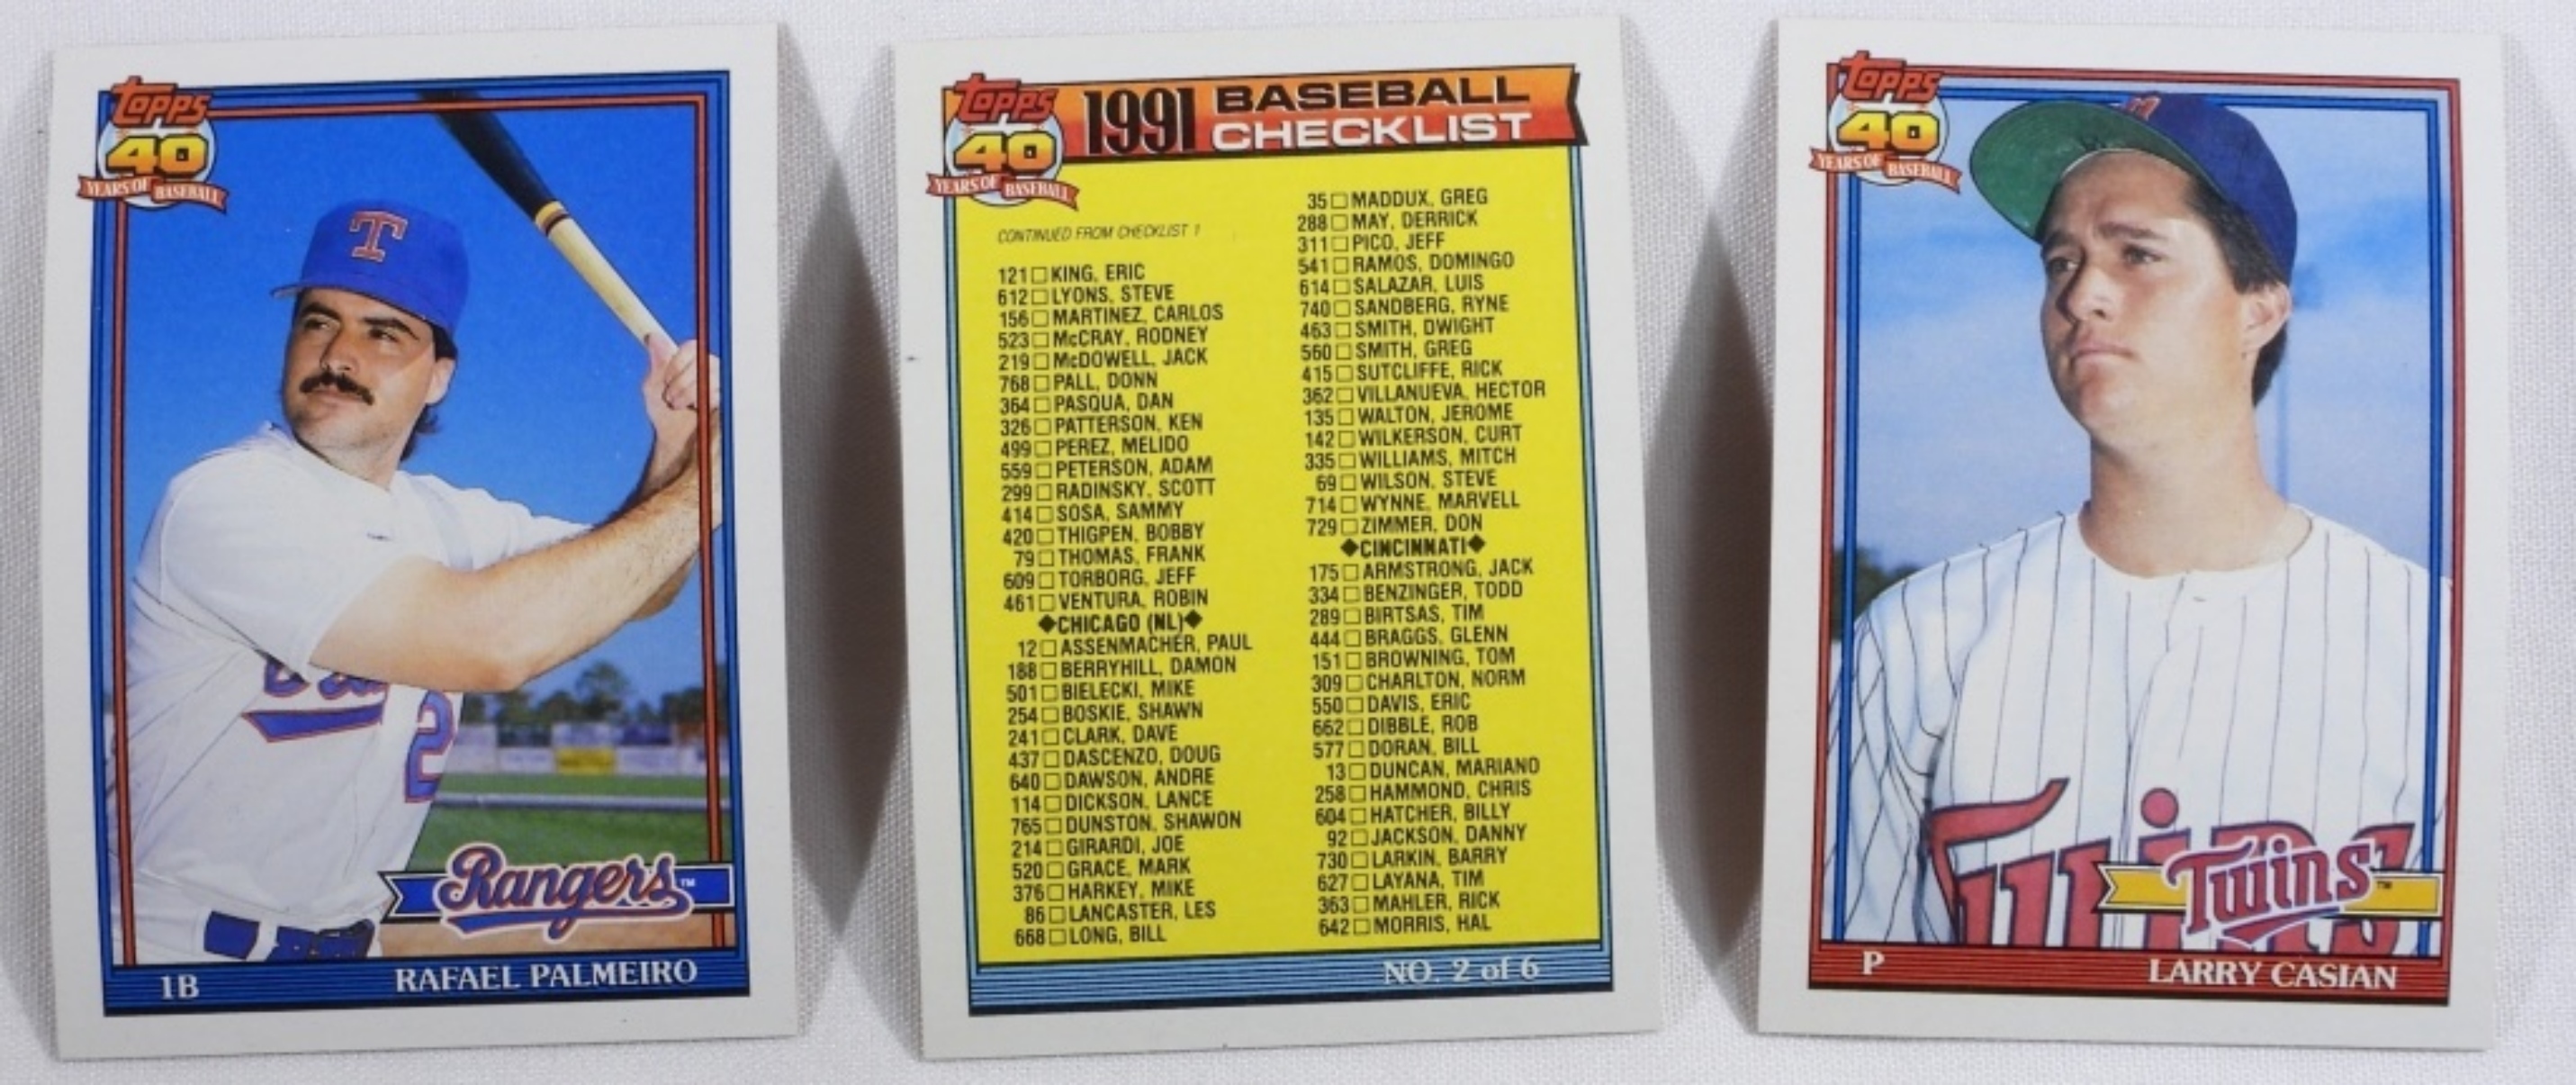 Topps
40
YEARS OF BASEBALL
T
2
Rangers™
1B RAFAEL PALMEIRO
Topps
40
YEARS OF BASEBALL
1991 BASEBALL
CHECKLIST
CONTINUED FROM CHECKLIST 1
121 □ KING, ERIC
612 □ LYONS, STEVE
156 □ MARTINEZ, CARLOS
523 □ McCRAY, RODNEY
219 □ McDOWELL, JACK
768 □ PALL, DONN
364 □ PASQUA, DAN
326 □ PATTERSON, KEN
499 □ PEREZ, MELIDO
559 □ PETERSON, ADAM
299 □ RADINSKY, SCOTT
414 □ SOSA, SAMMY
420 □ THIGPEN, BOBBY
79 □ THOMAS, FRANK
609 □ TORBORG, JEFF
461 □ VENTURA, ROBIN
◆CHICAGO (NL)◆
12 □ ASSENMACHER, PAUL
188 □ BERRYHILL, DAMON
501 □ BIELECKI, MIKE
254 □ BOSKIE, SHAWN
241 □ CLARK, DAVE
437 □ DASCENZO, DOUG
640 □ DAWSON, ANDRE
114 □ DICKSON, LANCE
765 □ DUNSTON, SHAWON
214 □ GIRARDI, JOE
520 □ GRACE, MARK
376 □ HARKEY, MIKE
86 □ LANCASTER, LES
668 □ LONG, BILL
35 □ MADDUX, GREG
288 □ MAY, DERRICK
311 □ PICO, JEFF
541 □ RAMOS, DOMINGO
614 □ SALAZAR, LUIS
740 □ SANDBERG, RYNE
463 □ SMITH, DWIGHT
560 □ SMITH, GREG
415 □ SUTCLIFFE, RICK
362 □ VILLANUEVA, HECTOR
135 □ WALTON, JEROME
142 □ WILKERSON, CURT
335 □ WILLIAMS, MITCH
69 □ WILSON, STEVE
714 □ WYNNE, MARVELL
729 □ ZIMMER, DON
◆CINCINNATI◆
175 □ ARMSTRONG, JACK
334 □ BENZINGER, TODD
289 □ BIRTSAS, TIM
444 □ BRAGGS, GLENN
151 □ BROWNING, TOM
309 □ CHARLTON, NORM
550 □ DAVIS, ERIC
662 □ DIBBLE, ROB
577 □ DORAN, BILL
13 □ DUNCAN, MARIANO
258 □ HAMMOND, CHRIS
604 □ HATCHER, BILLY
92 □ JACKSON, DANNY
730 □ LARKIN, BARRY
627 □ LAYANA, TIM
363 □ MAHLER, RICK
642 □ MORRIS, HAL
NO. 2 of 6
Topps
40
YEARS OF BASEBALL
Twins
Twins™
P LARRY CASIAN